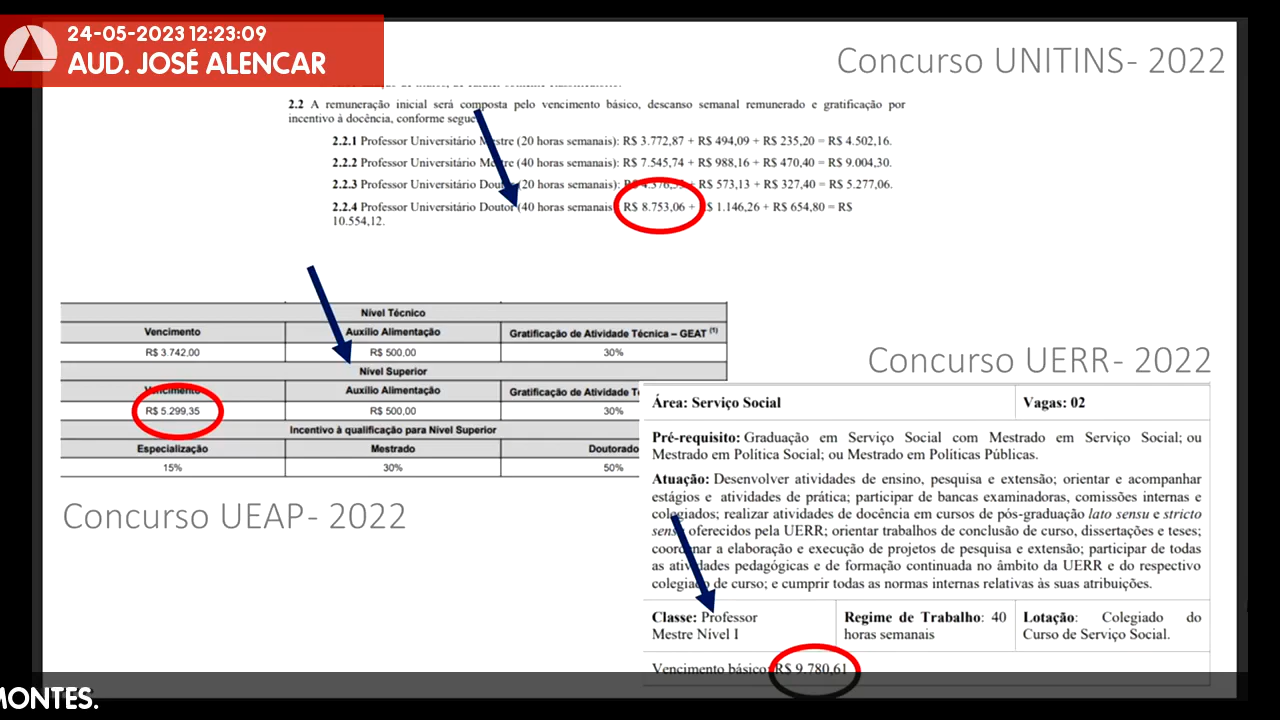 24-05-2023 12:23:09
AUD. JOSÉ ALENCAR
Concurso UNITINS- 2022
2.2 A remuneração inicial será composta pelo vencimento básico, descanso semanal remunerado e gratificação por
incentivo à docência, conforme segue
2.2.1 Professor Universitário Mestre (20 horas semanais): R$ 3.772,87 + R$ 494,09 + R$ 235,20 = R$ 4.502,16.
2.2.2 Professor Universitário Mestre (40 horas semanais): R$ 7.545,74 + R$ 988,16 + R$ 470,40 = R$ 9.004,30.
2.2.3 Professor Universitário Doutor (20 horas semanais): R$ + R$ 573,13 + R$ 327,40 = R$ 5.277,06.
2.2.4 Professor Universitário Doutor (40 horas semanais R$ 8.753,06 + R$ 1.146,26 + R$ 654,80 = R$
10.554,12.
Nível Técnico
Vencimento Auxílio Alimentação Gratificação de Atividade Técnica – GEAT (1)
R$ 3.742,00 R$ 500,00 30%
Nível Superior
Vencimento Auxílio Alimentação Gratificação de Atividade T
R$ 5.299,35 R$ 500,00 30%
Incentivo à qualificação para Nível Superior
Especialização Mestrado Doutorado
15% 30% 50%
Concurso UEAP- 2022
Concurso UERR- 2022
Área: Serviço Social Vagas: 02
Pré-requisito: Graduação em Serviço Social com Mestrado em Serviço Social; ou
Mestrado em Política Social; ou Mestrado em Políticas Públicas.
Atuação: Desenvolver atividades de ensino, pesquisa e extensão; orientar e acompanhar
estágios e atividades de prática; participar de bancas examinadoras, comissões internas e
colegiados; realizar atividades de docência em cursos de pós-graduação lato sensu e stricto
sensu oferecidos pela UERR; orientar trabalhos de conclusão de curso, dissertações e teses;
coordenar a elaboração e execução de projetos de pesquisa e extensão; participar de todas
as atividades pedagógicas e de formação continuada no âmbito da UERR e do respectivo
colegiado de curso; e cumprir todas as normas internas relativas às suas atribuições.
Classe: Professor Regime de Trabalho: 40 Lotação: Colegiado do
Mestre Nível I horas semanais Curso de Serviço Social.
Vencimento básico: R$ 9.780,61
MONTES.